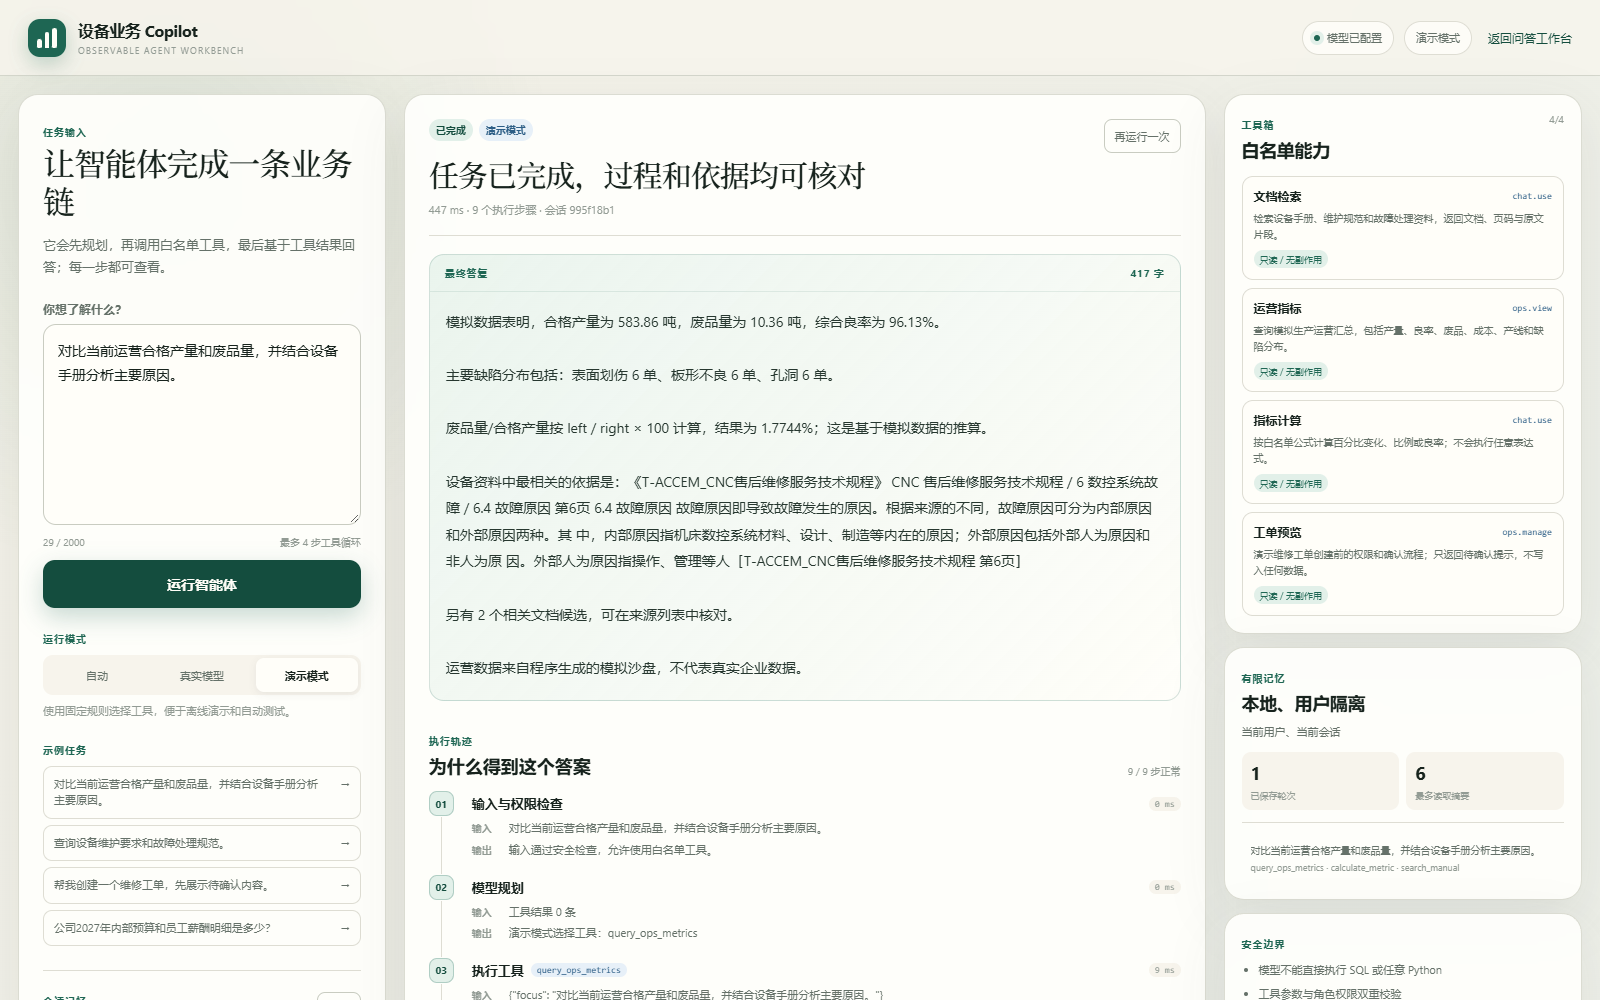 设备业务 Copilot
OBSERVABLE AGENT WORKBENCH
模型已配置
演示模式
返回问答工作台
任务输入
让智能体完成一条业务
链
它会先规划，再调用白名单工具，最后基于工具结果回
答；每一步都可查看。
你想了解什么？
对比当前运营合格产量和废品量，并结合设备
手册分析主要原因。
29 / 2000
最多 4 步工具循环
运行智能体
运行模式
自动
真实模型
演示模式
使用固定规则选择工具，便于离线演示和自动测试。
示例任务
对比当前运营合格产量和废品量，并结合设备手册分析
主要原因。
→
查询设备维护要求和故障处理规范。
→
帮我创建一个维修工单，先展示待确认内容。
→
公司2027年内部预算和员工薪酬明细是多少？
→
已完成
演示模式
再运行一次
任务已完成，过程和依据均可核对
447 ms · 9 个执行步骤 · 会话 995f18b1
最终答复
417 字
模拟数据表明，合格产量为 583.86 吨，废品量为 10.36 吨，综合良率为 96.13%。
主要缺陷分布包括：表面划伤 6 单、板形不良 6 单、孔洞 6 单。
废品量/合格产量按 left / right × 100 计算，结果为 1.7744%；这是基于模拟数据的推算。
设备资料中最相关的依据是：《T-ACCEM_CNC售后维修服务技术规程》 CNC 售后维修服务技术规程 / 6 数控系统故
障 / 6.4 故障原因 第6页 6.4 故障原因 故障原因即导致故障发生的原因。根据来源的不同，故障原因可分为内部原因
和外部原因两种。其 中，内部原因指机床数控系统材料、设计、制造等内在的原因；外部原因包括外部人为原因和
非人为原 因。外部人为原因指操作、管理等人［T-ACCEM_CNC售后维修服务技术规程 第6页］
另有 2 个相关文档候选，可在来源列表中核对。
运营数据来自程序生成的模拟沙盘，不代表真实企业数据。
执行轨迹
为什么得到这个答案
9 / 9 步正常
01
输入与权限检查
0 ms
输入 对比当前运营合格产量和废品量，并结合设备手册分析主要原因。
输出 输入通过安全检查，允许使用白名单工具。
02
模型规划
0 ms
输入 工具结果 0 条
输出 演示模式选择工具：query_ops_metrics
03
执行工具
query_ops_metrics
9 ms
输入 {"focus": "对比当前运营合格产量和废品量，并结合设备手册分析主要原因。"}
工具箱
白名单能力
4/4
文档检索
chat.use
检索设备手册、维护规范和故障处理资料，返回文档、页码与原文
片段。
只读 / 无副作用
运营指标
ops.view
查询模拟生产运营汇总，包括产量、良率、废品、成本、产线和缺
陷分布。
只读 / 无副作用
指标计算
chat.use
按白名单公式计算百分比变化、比例或良率；不会执行任意表达
式。
只读 / 无副作用
工单预览
ops.manage
演示维修工单创建前的权限和确认流程；只返回待确认提示，不写
入任何数据。
只读 / 无副作用
有限记忆
本地、用户隔离
当前用户、当前会话
1
已保存轮次
6
最多读取摘要
对比当前运营合格产量和废品量，并结合设备手册分析主要原因。
query_ops_metrics · calculate_metric · search_manual
安全边界
模型不能直接执行 SQL 或任意 Python
工具参数与角色权限双重校验